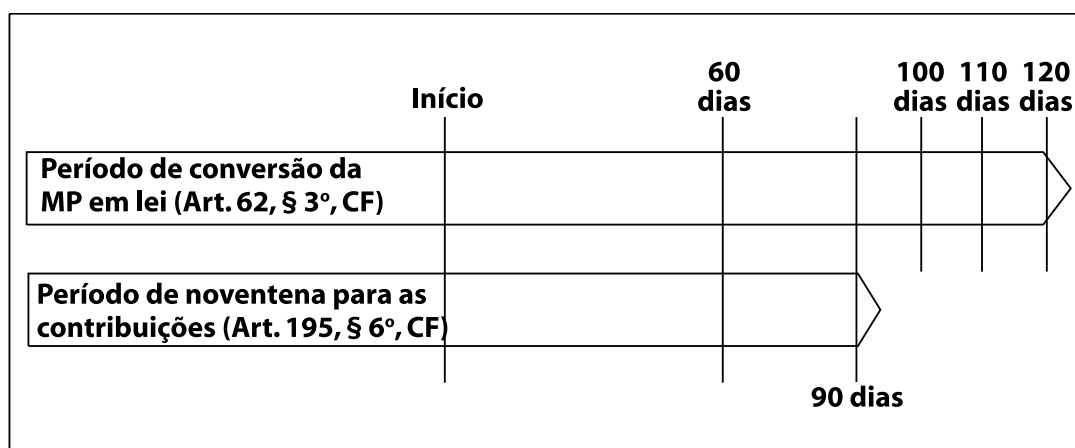 60
dias
100
dias
110
dias
120
dias
Início
Período de conversão da
MP em lei (Art. 62, § 3º, CF)
Período de noventena para as
contribuições (Art. 195, § 6º, CF)
90 dias